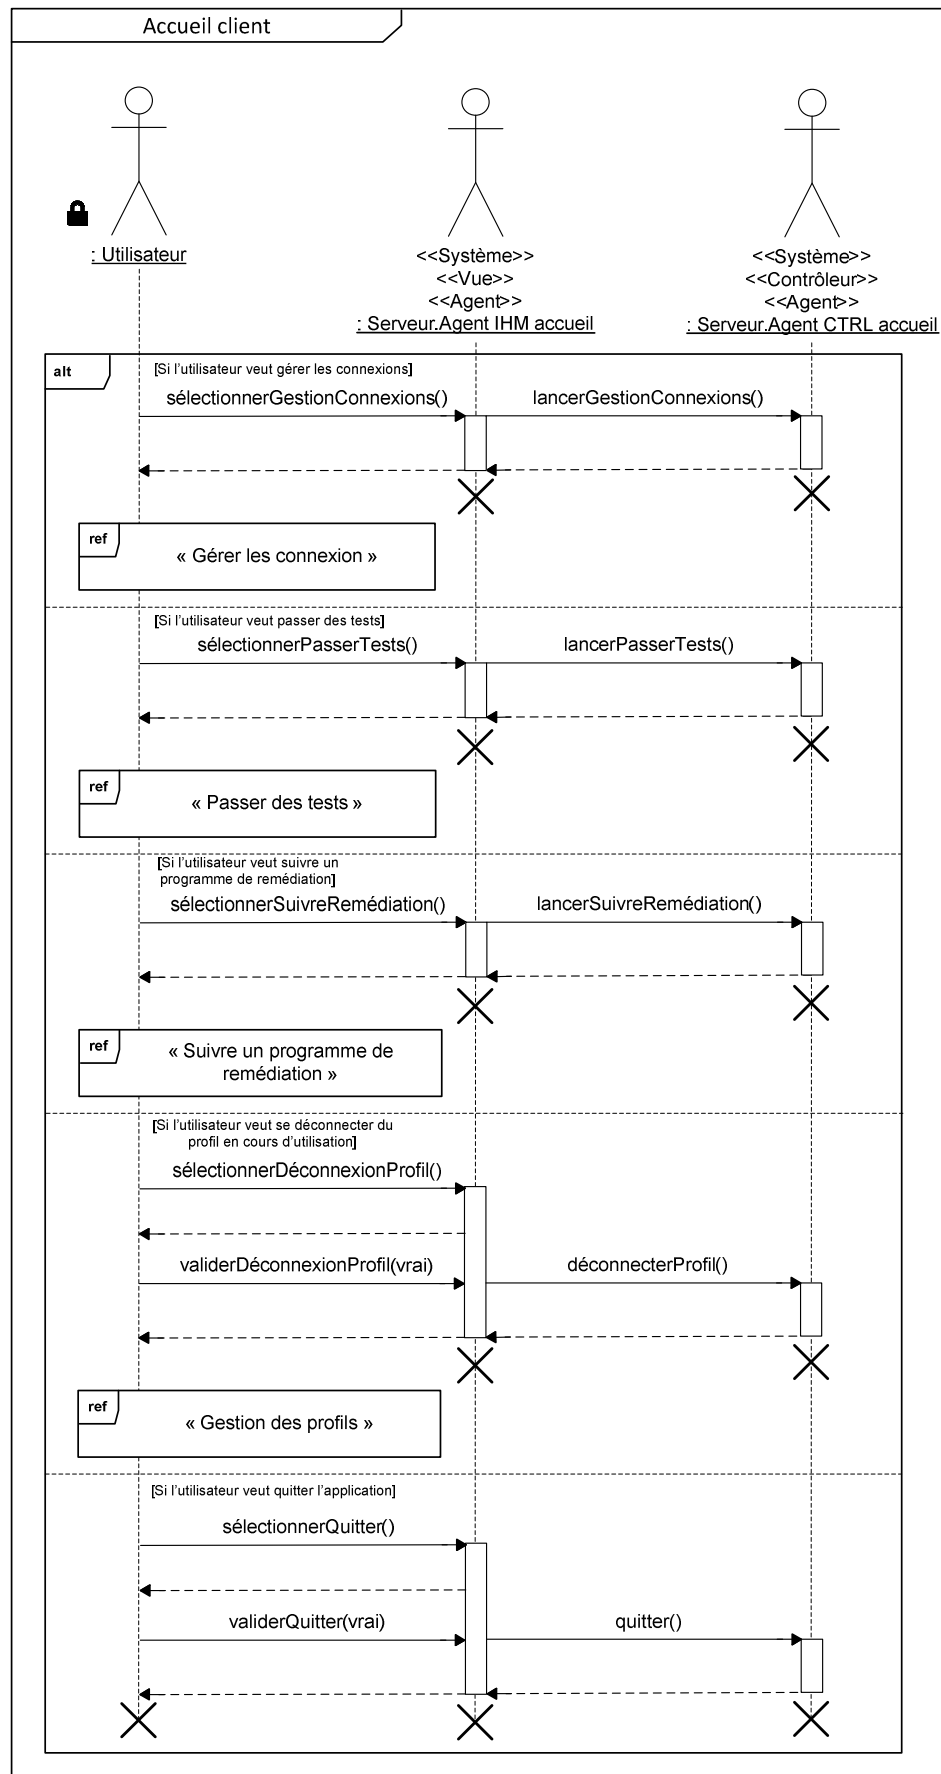 Accueil client
: Utilisateur
<<Système>>
<<Vue>>
<<Agent>>
: Serveur.Agent IHM accueil
<<Système>>
<<Contrôleur>>
<<Agent>>
: Serveur.Agent CTRL accueil
alt
[Si l'utilisateur veut gérer les connexions]
sélectionnerGestionConnexions()
lancerGestionConnexions()
ref
« Gérer les connexion »
[Si l'utilisateur veut passer des tests]
sélectionnerPasserTests()
lancerPasserTests()
ref
« Passer des tests »
[Si l'utilisateur veut suivre un
programme de remédiation]
sélectionnerSuivreRemédiation()
lancerSuivreRemédiation()
ref
« Suivre un programme de
remédiation »
[Si l'utilisateur veut se déconnecter du
profil en cours d'utilisation]
sélectionnerDéconnexionProfil()
validerDéconnexionProfil(vrai)
déconnecterProfil()
ref
« Gestion des profils »
[Si l'utilisateur veut quitter l'application]
sélectionnerQuitter()
validerQuitter(vrai)
quitter()